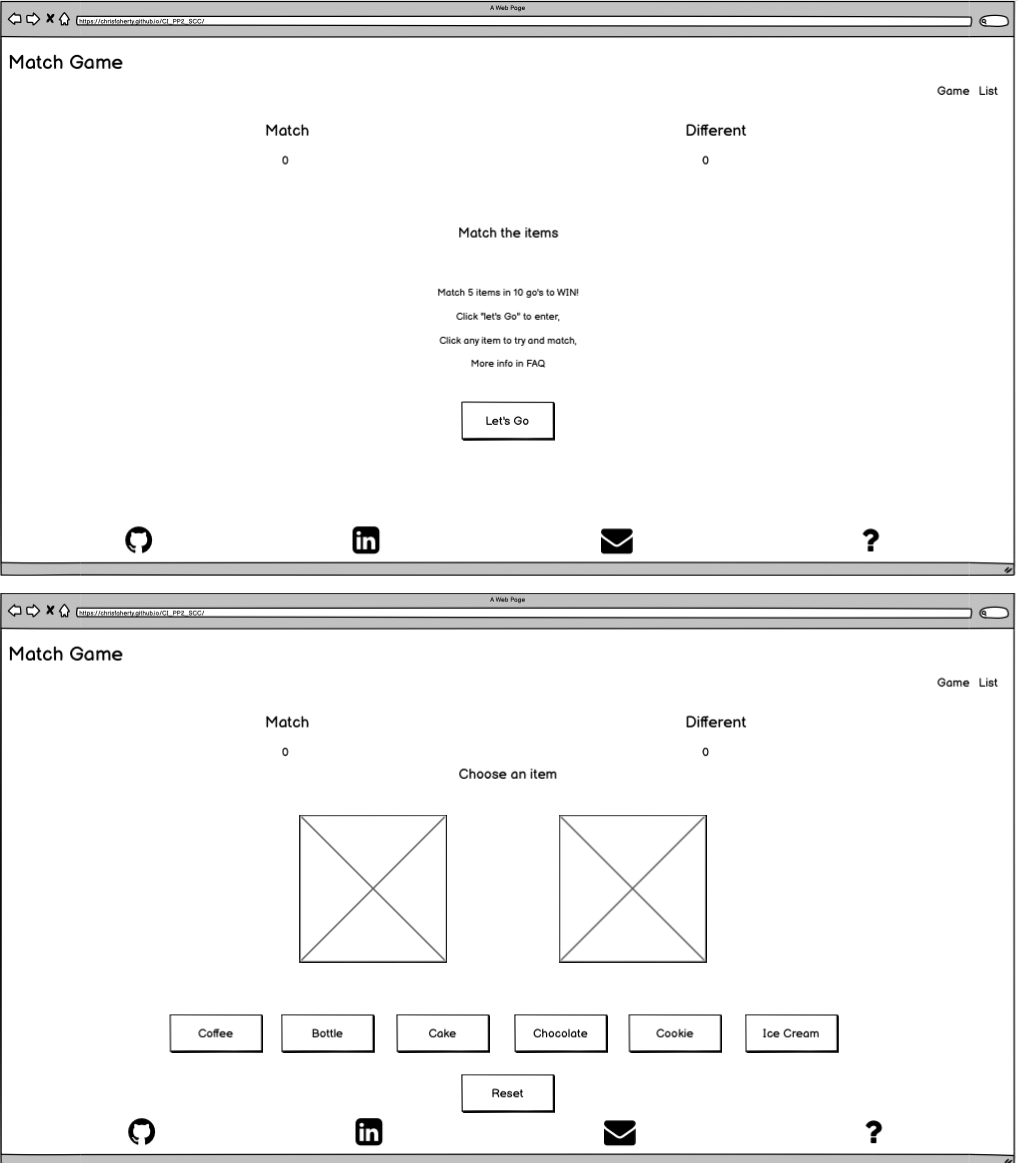 A Web Page
https://chrisfoherty.github.io/CI_PP2_SCC/
Match Game
Game List
Match Different
0 0
Match the items
Match 5 items in 10 go's to WIN!
Click "let's Go" to enter,
Click any item to try and match,
More info in FAQ
Let's Go
in
?
A Web Page
https://chrisfoherty.github.io/CI_PP2_SCC/
Match Game
Game List
Match Different
0 0
Choose an item
Coffee Bottle Cake Chocolate Cookie Ice Cream
Reset
in
?